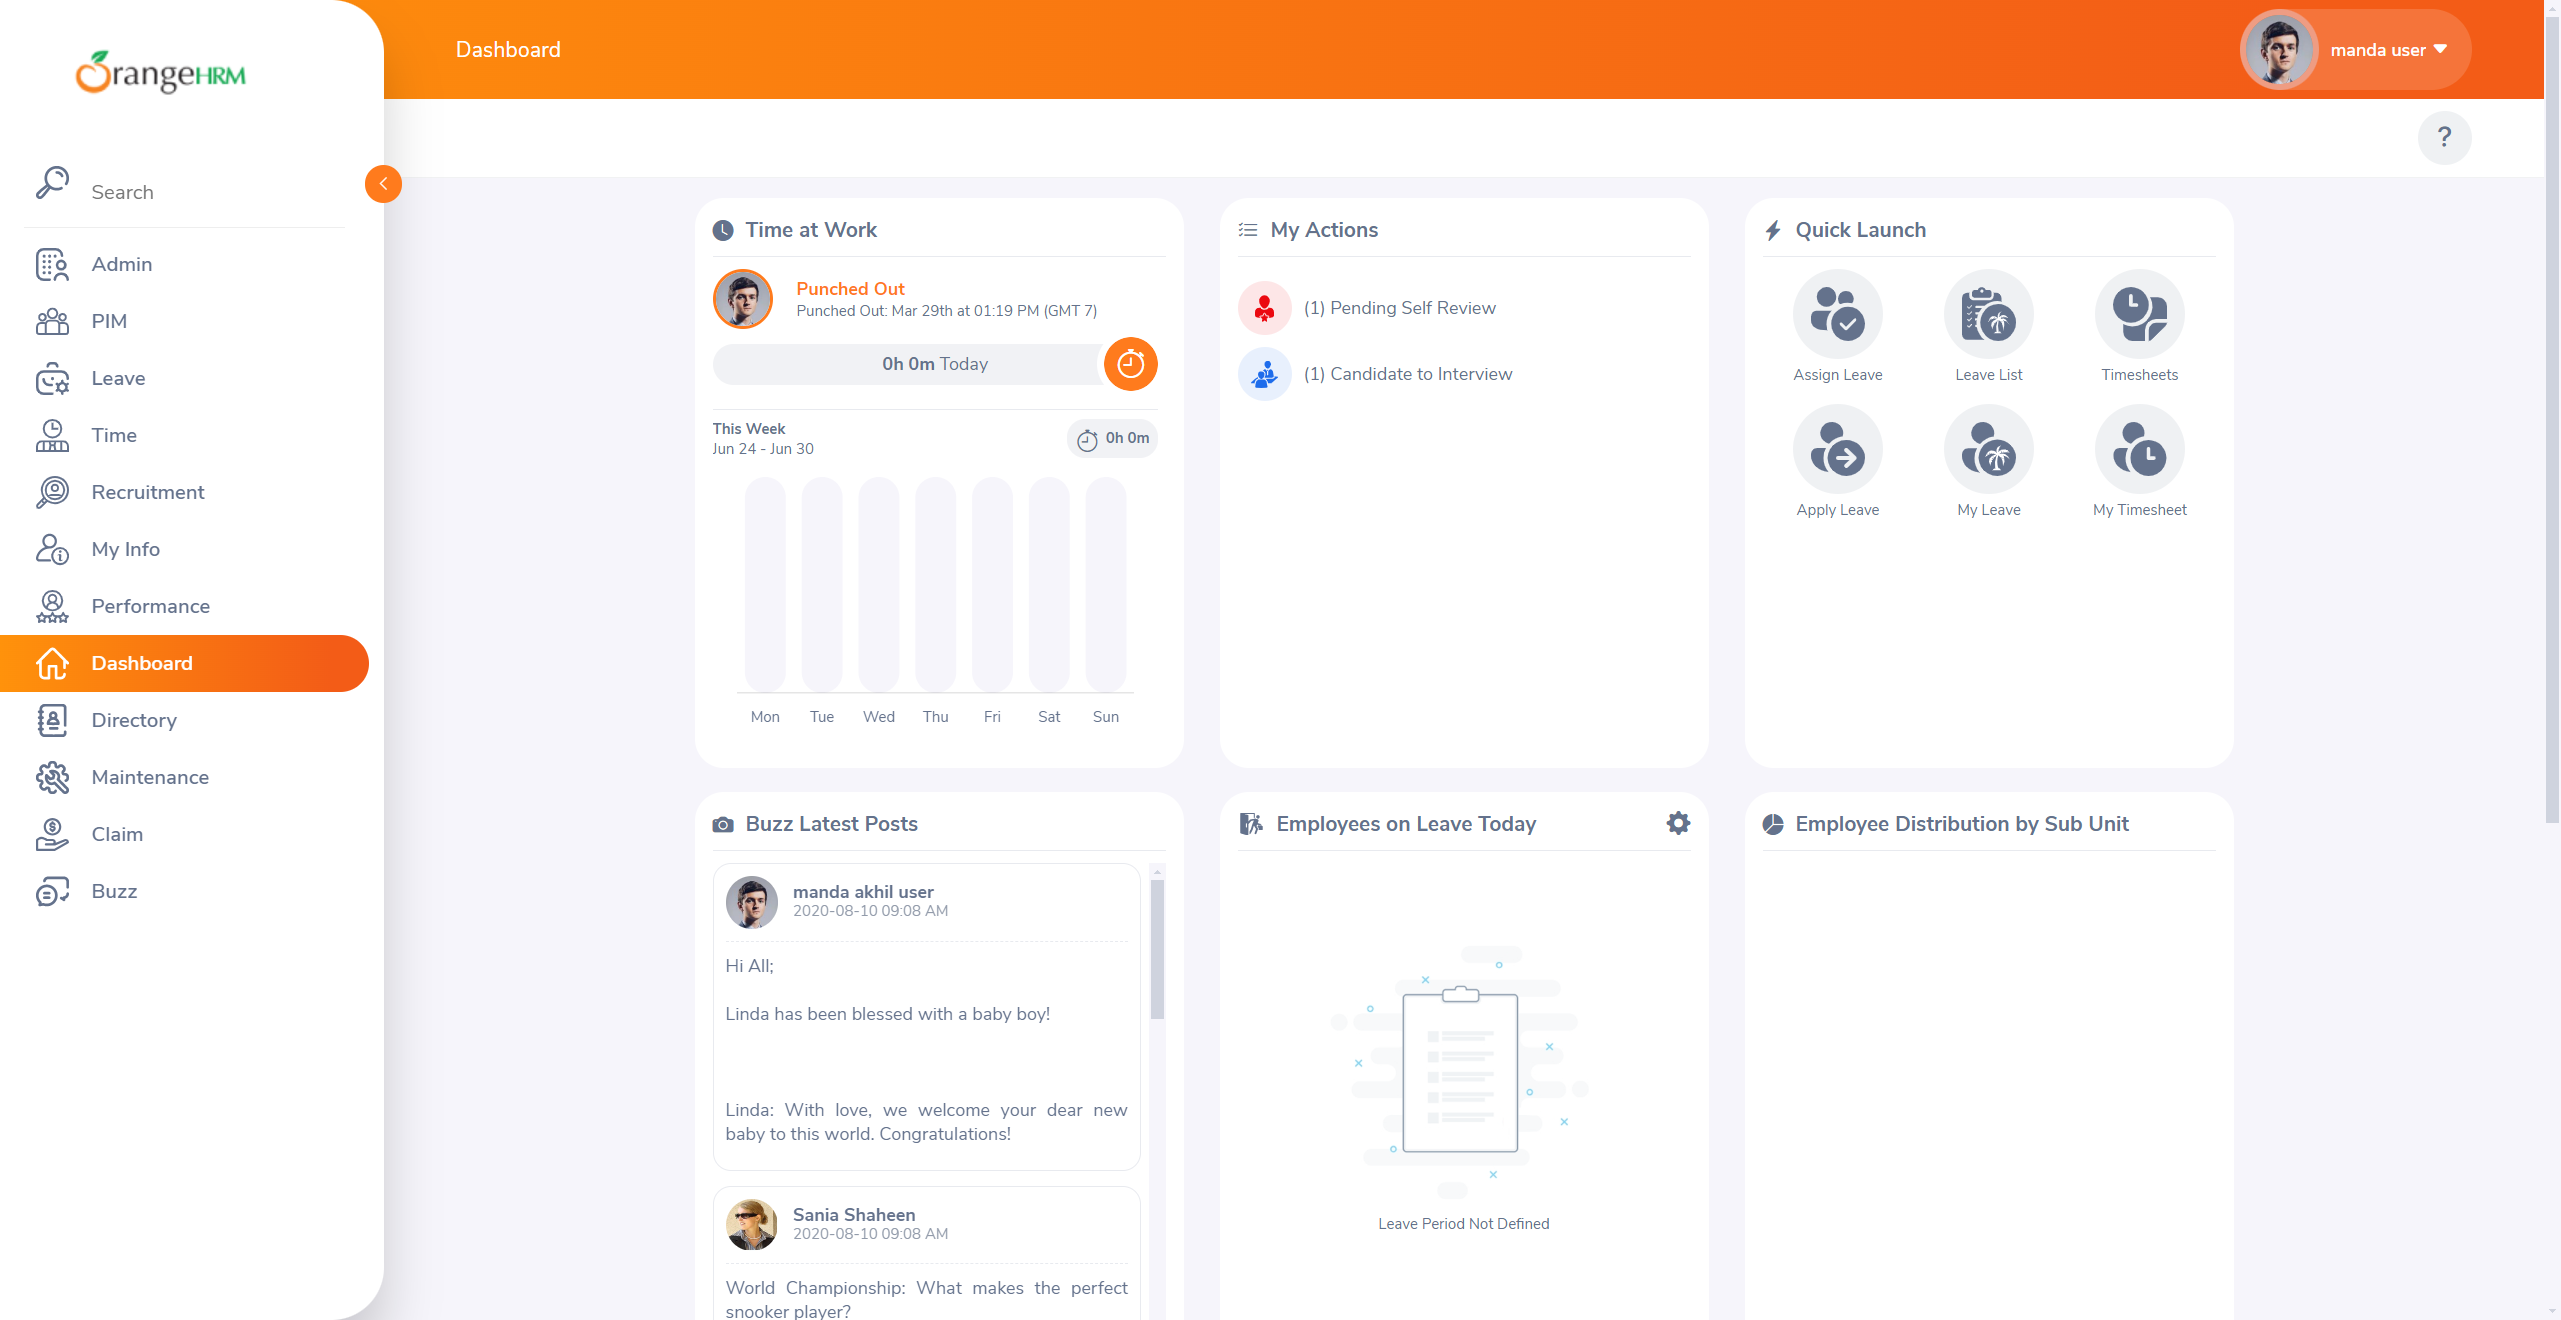 OrangeHRM
Dashboard
manda user
?
Search
Admin
PIM
Leave
Time
Recruitment
My Info
Performance
Dashboard
Directory
Maintenance
Claim
Buzz
Time at Work
Punched Out
Punched Out: Mar 29th at 01:19 PM (GMT 7)
0h 0m Today
This Week
Jun 24 - Jun 30
0h 0m
Mon Tue Wed Thu Fri Sat Sun
My Actions
(1) Pending Self Review
(1) Candidate to Interview
Quick Launch
Assign Leave Leave List Timesheets
Apply Leave My Leave My Timesheet
Buzz Latest Posts
manda akhil user
2020-08-10 09:08 AM
Hi All;
Linda has been blessed with a baby boy!
Linda: With love, we welcome your dear new
baby to this world. Congratulations!
Sania Shaheen
2020-08-10 09:08 AM
World Championship: What makes the perfect
snooker player?
Employees on Leave Today
Leave Period Not Defined
Employee Distribution by Sub Unit